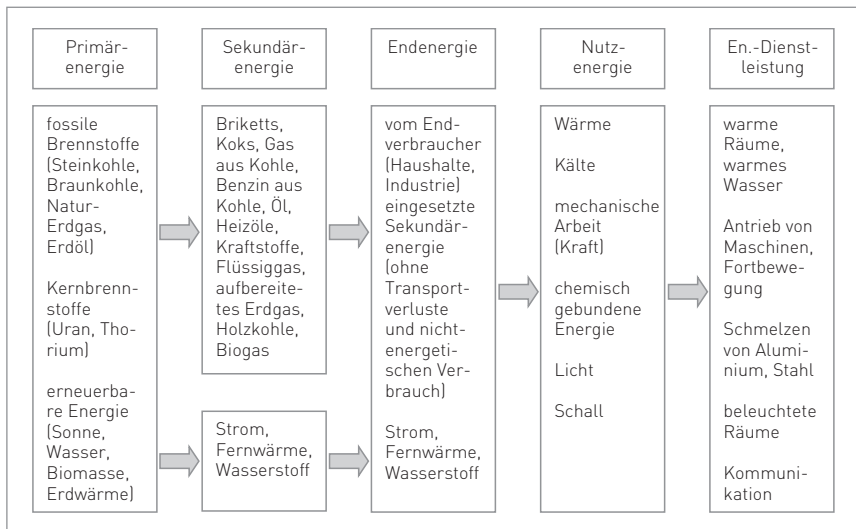 Primär-
energie
Sekundär-
energie
Endenergie
Nutz-
energie
En.-Dienst-
leistung
fossile
Brennstoffe
(Steinkohle,
Braunkohle,
Natur-
Erdgas,
Erdöl)
Kernbrenn-
stoffe
(Uran, Tho-
rium)
erneuerba-
re Energie
(Sonne,
Wasser,
Biomasse,
Erdwärme)
Briketts,
Koks, Gas
aus Kohle,
Benzin aus
Kohle, Öl,
Heizöle,
Kraftstoffe,
Flüssiggas,
aufbereite-
tes Erdgas,
Holzkohle,
Biogas
Strom,
Fernwärme,
Wasserstoff
vom End-
verbraucher
(Haushalte,
Industrie)
eingesetzte
Sekundär-
energie
(ohne
Transport-
verluste
und nicht-
energeti-
schen Ver-
brauch)
Strom,
Fernwärme,
Wasserstoff
Wärme
Kälte
mechanische
Arbeit
(Kraft)
chemisch
gebundene
Energie
Licht
Schall
warme
Räume,
warmes
Wasser
Antrieb von
Maschinen,
Fortbewe-
gung
Schmelzen
von Alumi-
nium, Stahl
beleuchtete
Räume
Kommuni-
kation